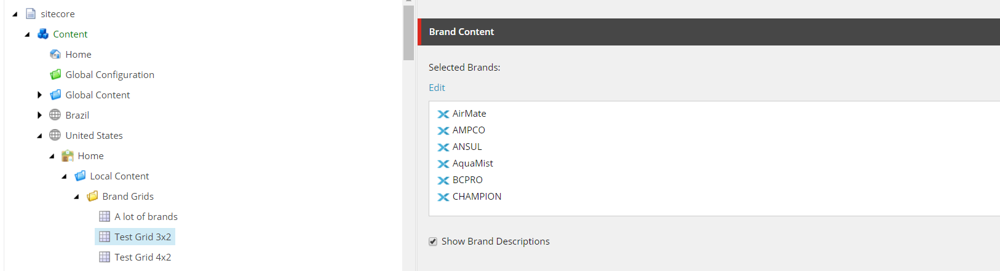 sitecore
Content
Home
Global Configuration
Global Content
Brazil
United States
Home
Local Content
Brand Grids
A lot of brands
Test Grid 3x2
Test Grid 4x2
Brand Content
Selected Brands:
Edit
AirMate
AMPCO
ANSUL
AquaMist
BCPRO
CHAMPION
Show Brand Descriptions